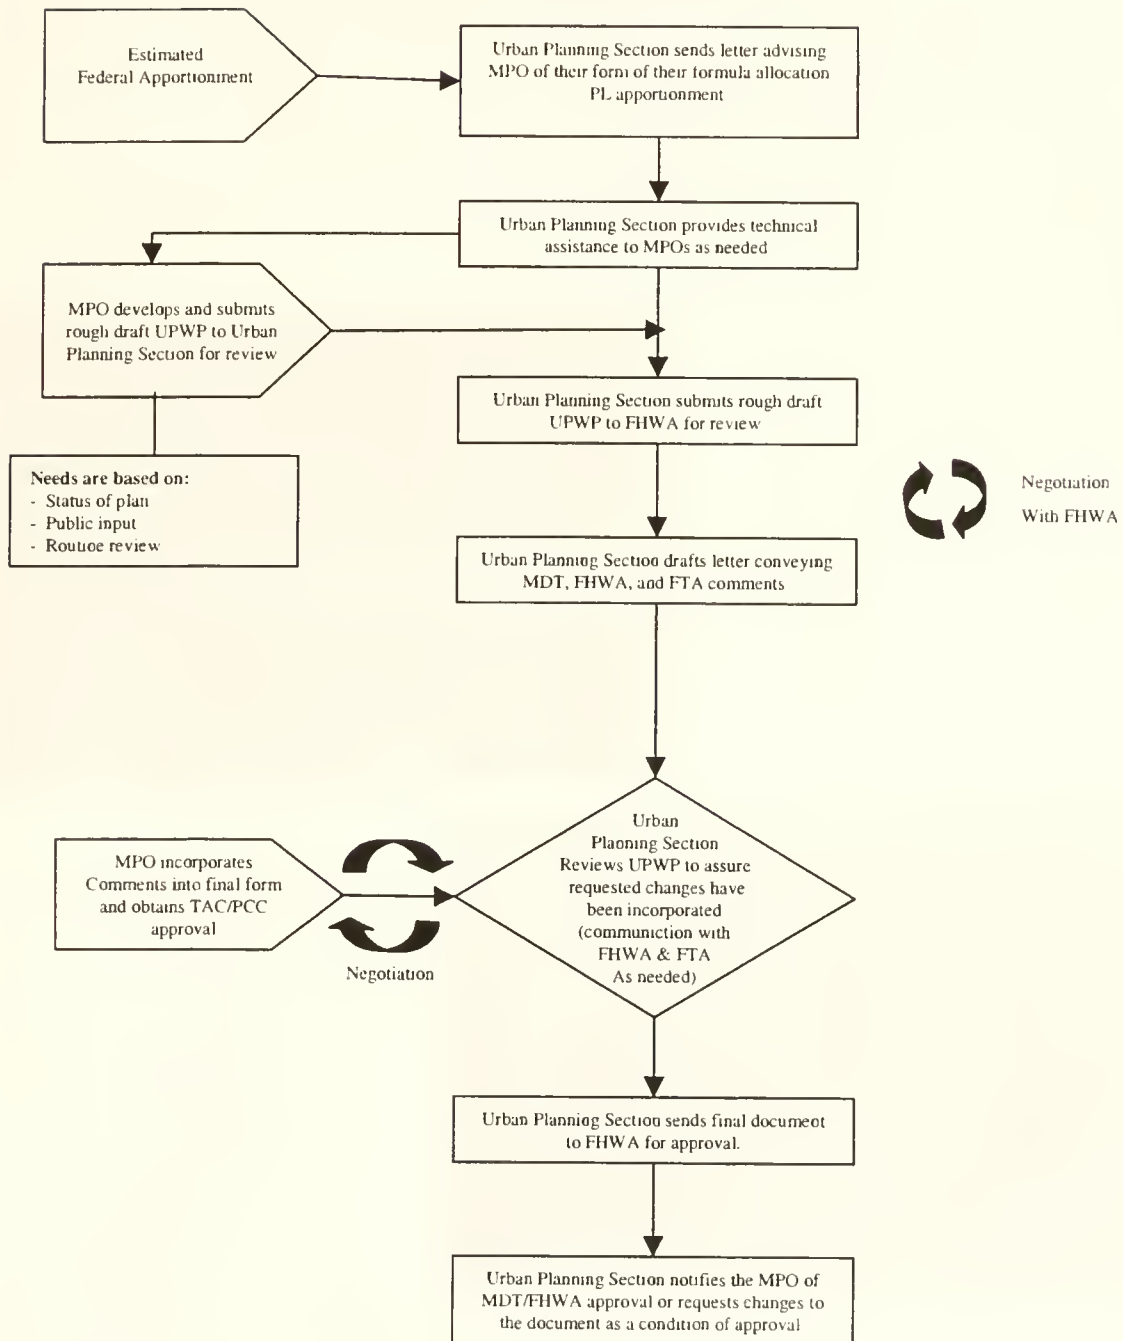 Estimated
Federal Apportionment
Urban Planning Section sends letter advising
MPO of their form of their formula allocation
PL apportionment
Urban Planning Section provides technical
assistance to MPOs as needed
MPO develops and submits
rough draft UPWP to Urban
Planning Section for review
Urban Planning Section submits rough draft
UPWP to FHWA for review
Needs are based on:
- Status of plan
- Public input
- Routine review
Negotiation
With FHWA
Urban Planning Section drafts letter conveying
MDT, FHWA, and FTA comments
Urban
Planning Section
Reviews UPWP to assure
requested changes have
been incorporated
(communiction with
FHWA & FTA
As needed)
MPO incorporates
Comments into final form
and obtains TAC/PCC
approval
Negotiation
Urban Planning Section sends final document
to FHWA for approval.
Urban Planning Section notifies the MPO of
MDT/FHWA approval or requests changes to
the document as a condition of approval